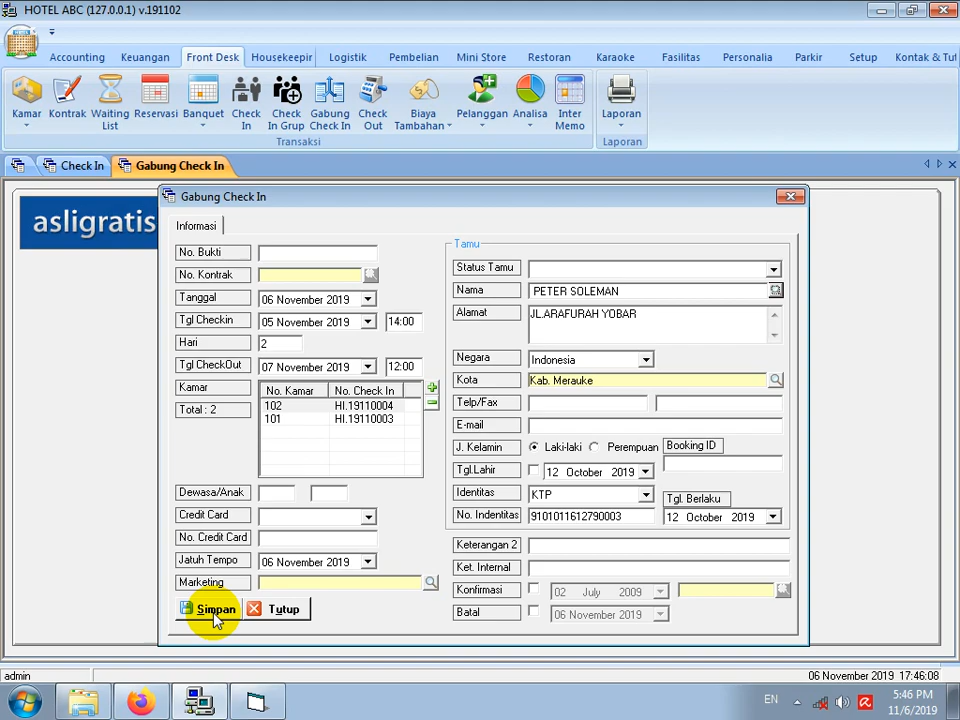 HOTEL ABC (127.0.0.1) v.191102
Accounting Keuangan Front Desk Housekeepir Logistik Pembelian Mini Store Restoran Karaoke Fasilitas Personalia Parkir Setup Kontak & Tut
Kamar Kontrak Waiting List Reservasi Banquet Check In Check In Grup Gabung Check In Check Out Biaya Tambahan Pelanggan Analisa Inter Memo Laporan
Transaksi Laporan
Check In Gabung Check In
asligratis
Gabung Check In
Informasi
No. Bukti
No. Kontrak
Tanggal 06 November 2019
Tgl Checkin 05 November 2019 14:00
Hari 2
Tgl CheckOut 07 November 2019 12:00
Kamar No. Kamar No. Check In
Total : 2 102 HI.19110004
101 HI.19110003
Dewasa/Anak
Credit Card
No. Credit Card
Jatuh Tempo 06 November 2019
Marketing
Simpan Tutup
Tamu
Status Tamu
Nama PETER SOLEMAN
Alamat JL.ARAFURAH YOBAR
Negara Indonesia
Kota Kab. Merauke
Telp/Fax
E-mail
J. Kelamin Laki-laki Perempuan Booking ID
Tgl.Lahir 12 October 2019
Identitas KTP Tgl. Berlaku
No. Indentitas 9101011612790003 12 October 2019
Keterangan 2
Ket. Internal
Konfirmasi 02 July 2009
Batal 06 November 2019
admin 06 November 2019 17:46:08
EN 5:46 PM
11/6/2019